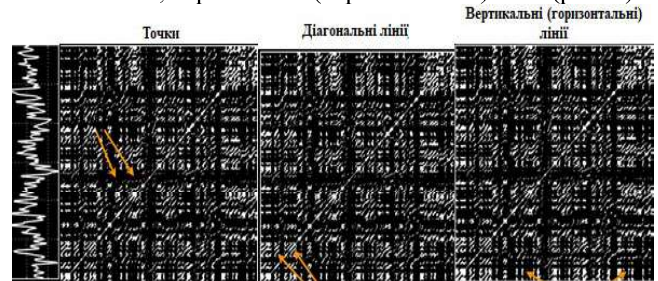 Точки
Діагональні лінії
Вертикальні (горизонтальні)
лінії